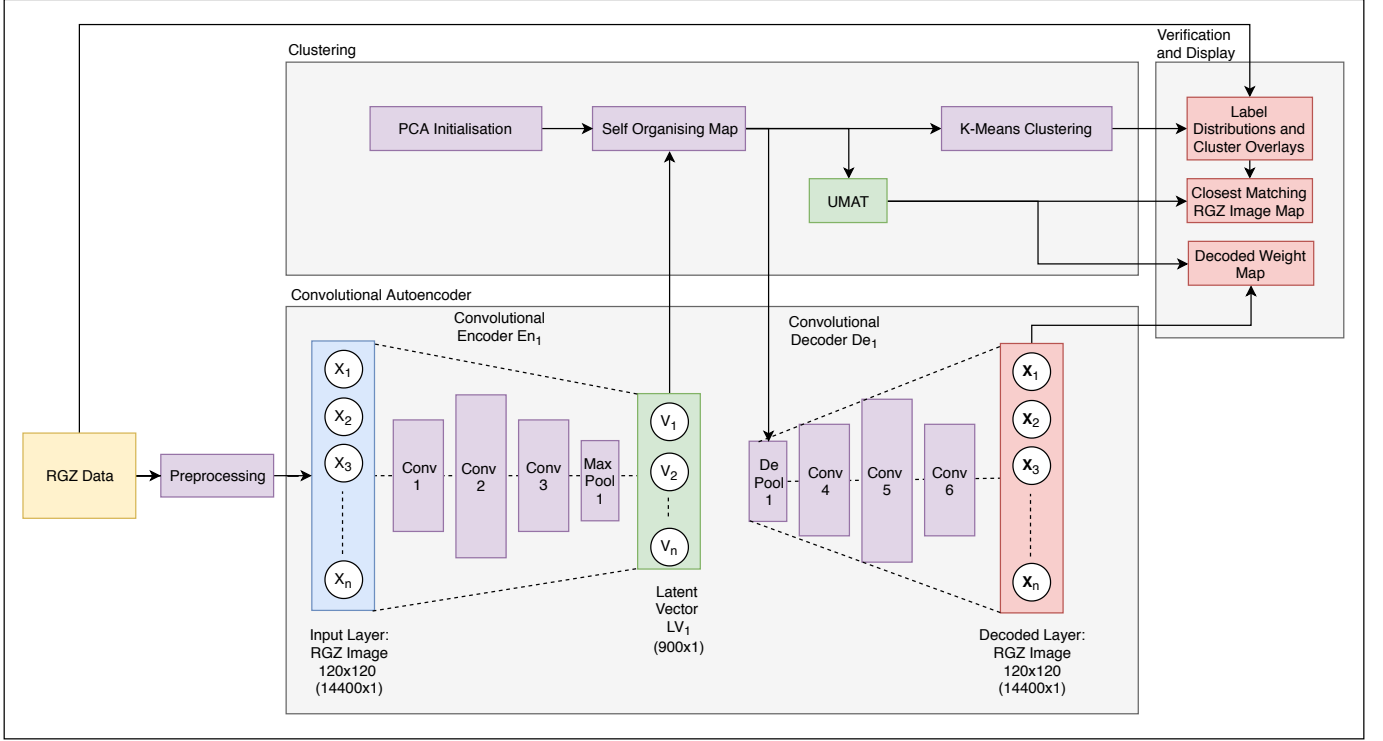 Verification
and Display
Clustering
PCA Initialisation
Self Organising Map
K-Means Clustering
Label
Distributions and
Cluster Overlays
UMAT
Closest Matching
RGZ Image Map
Decoded Weight
Map
Convolutional Autoencoder
Convolutional
Encoder En1
Convolutional
Decoder De1
RGZ Data
Preprocessing
X1
X2
X3
Xn
Conv
1
Conv
2
Conv
3
Max
Pool
1
V1
V2
Vn
De
Pool
1
Conv
4
Conv
5
Conv
6
X1
X2
X3
Xn
Input Layer:
RGZ Image
120x120
(14400x1)
Latent
Vector
LV1
(900x1)
Decoded Layer:
RGZ Image
120x120
(14400x1)